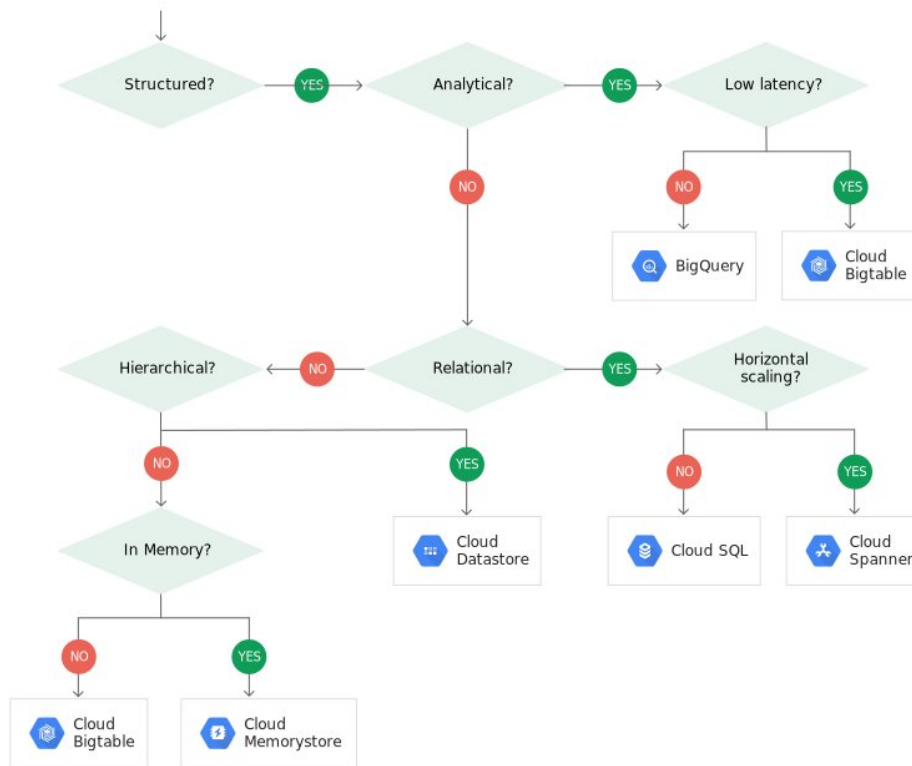 Structured?
YES
Analytical?
YES
Low latency?
NO
NO
YES
BigQuery
Cloud
Bigtable
Hierarchical?
NO
Relational?
YES
Horizontal
scaling?
NO
YES
NO
YES
In Memory?
Cloud
Datastore
Cloud SQL
Cloud
Spanner
NO
YES
Cloud
Bigtable
Cloud
Memorystore